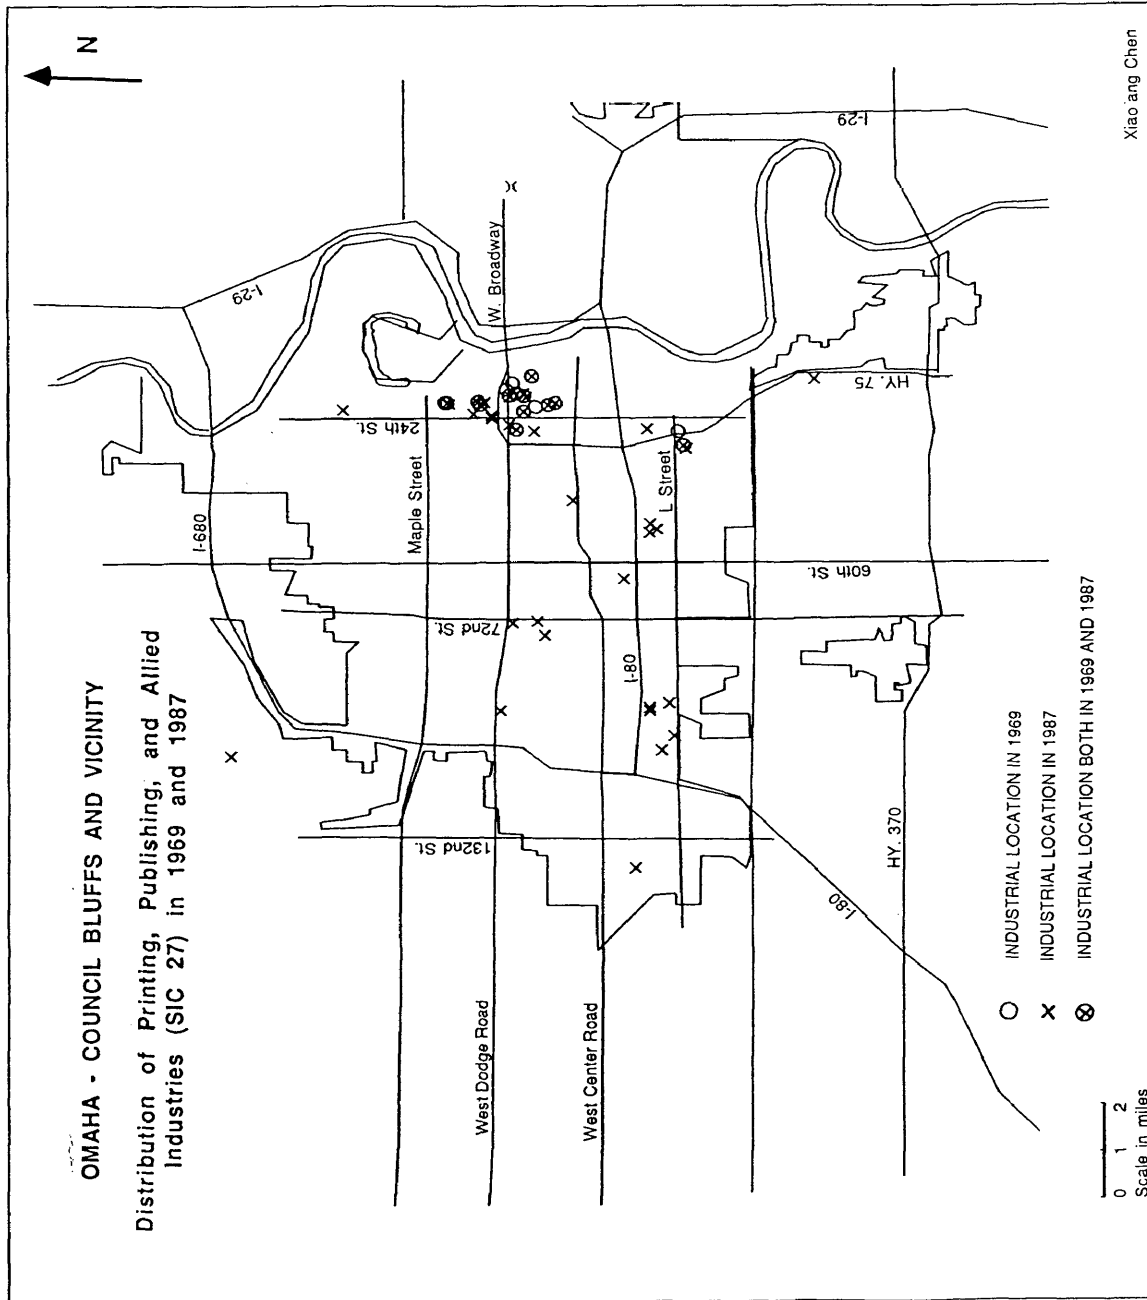 OMAHA - COUNCIL BLUFFS AND VICINITY
Distribution of Printing, Publishing, and Allied
Industries (SIC 27) in 1969 and 1987
N
I-680
I-29
24th St.
Maple Street
W. Broadway
72nd St.
60th St.
132nd St.
L Street
I-80
I-29
HY. 75
West Dodge Road
West Center Road
I-80
HY. 370
INDUSTRIAL LOCATION IN 1969
INDUSTRIAL LOCATION IN 1987
INDUSTRIAL LOCATION BOTH IN 1969 AND 1987
0 1 2
Scale in miles
Xiao ang Chen